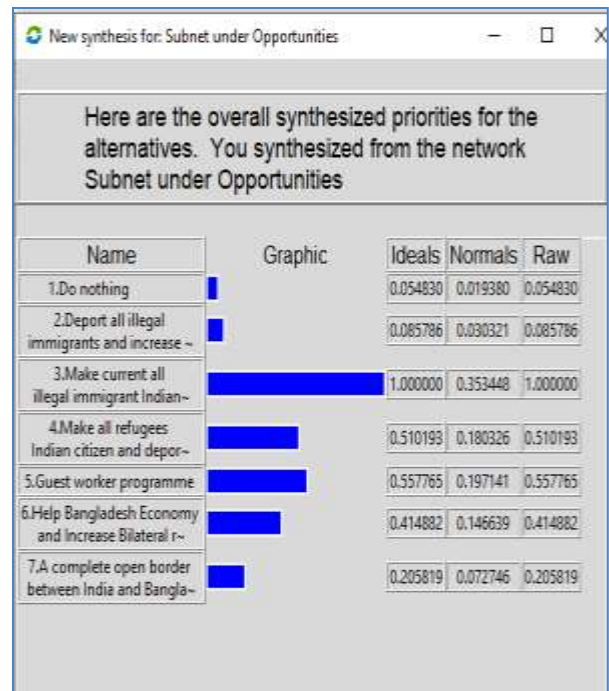 New synthesis for: Subnet under Opportunities
Here are the overall synthesized priorities for the
alternatives. You synthesized from the network
Subnet under Opportunities
Name Graphic Ideals Normals Raw
1.Do nothing 0.054830 0.019380 0.054830
2.Deport all illegal
immigrants and increase ~ 0.085786 0.030321 0.085786
3.Make current all
illegal immigrant Indian~ 1.000000 0.353448 1.000000
4.Make all refugees
Indian citizen and depor~ 0.510193 0.180326 0.510193
5.Guest worker programme 0.557765 0.197141 0.557765
6.Help Bangladesh Economy
and Increase Bilateral r~ 0.414882 0.146639 0.414882
7.A complete open border
between India and Bangla~ 0.205819 0.072746 0.205819